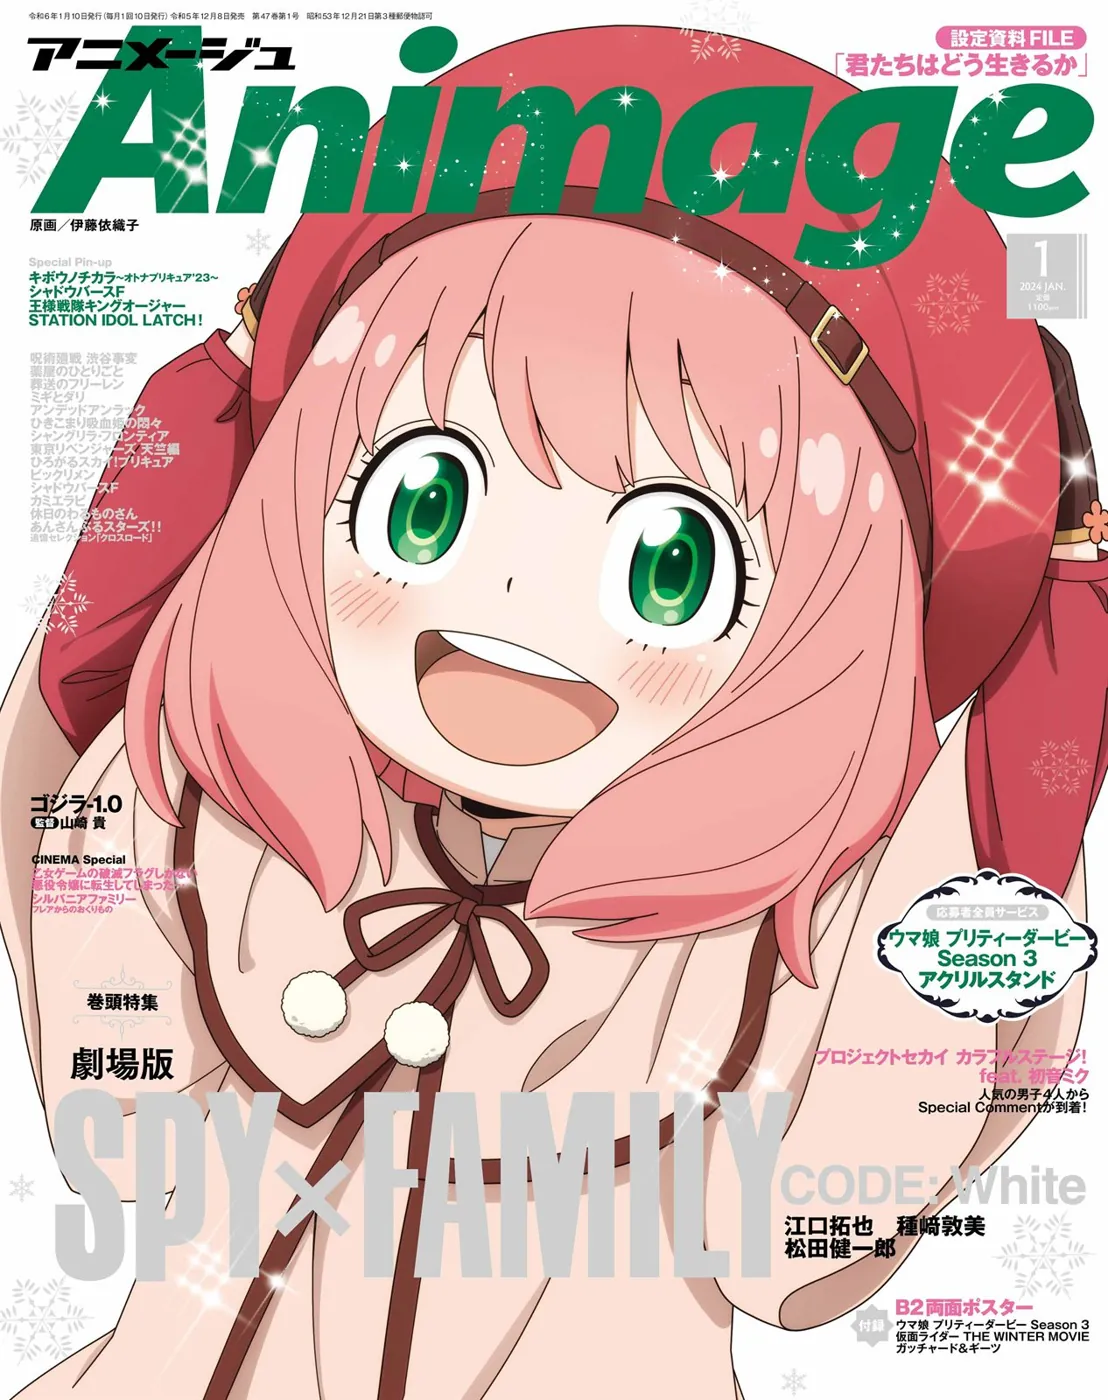 令和6年1月10日発行(毎月1回10日発行)令和5年12月8日発売 第47巻第1号 昭和53年12月21日第3種郵便物認可
アニメージュ
Animage
設定資料FILE
「君たちはどう生きるか」
原画／伊藤依織子
1
2024 JAN.
定価
1100yen
Special Pin-up
キボウノチカラ～オトナプリキュア'23～
シャドウバースF
王様戦隊キングオージャー
STATION IDOL LATCH!
呪術廻戦 渋谷事変
薬屋のひとりごと
葬送のフリーレン
ミギとダリ
アンデッドアンラック
ひきこまり吸血姫の悶々
シャングリラ・フロンティア
東京リベンジャーズ 天竺編
ひろがるスカイ!プリキュア
ビックリメン
シャドウバースF
カミエラビ
休日のわるものさん
あんさんぶるスターズ!!
追憶セレクション「クロスロード」
ゴジラ-1.0
監督 山崎 貴
CINEMA Special
乙女ゲームの破滅フラグしかない
悪役令嬢に転生してしまった…
シルバニアファミリー
フレアからのおくりもの
応募者全員サービス
ウマ娘 プリティーダービー
Season 3
アクリルスタンド
巻頭特集
劇場版
SPY×FAMILY
CODE: White
江口拓也 種﨑敦美
松田健一郎
プロジェクトセカイ カラフルステージ!
feat. 初音ミク
人気の男子4人から
Special Commentが到着!
付録
B2両面ポスター
ウマ娘 プリティーダービー Season 3
仮面ライダー THE WINTER MOVIE
ガッチャード&ギーツ